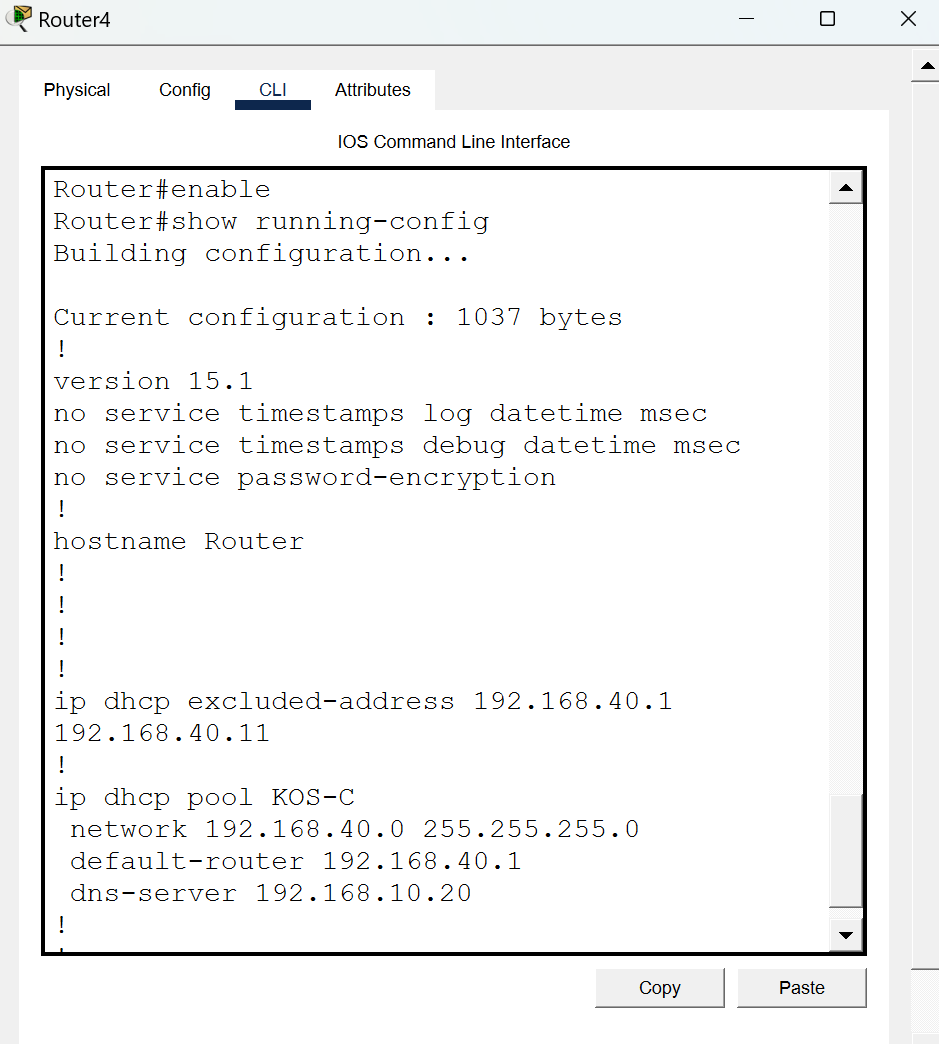 Router4
Physical Config CLI Attributes
IOS Command Line Interface
Router#enable
Router#show running-config
Building configuration...
Current configuration : 1037 bytes
!
version 15.1
no service timestamps log datetime msec
no service timestamps debug datetime msec
no service password-encryption
!
hostname Router
!
!
!
!
ip dhcp excluded-address 192.168.40.1
192.168.40.11
!
ip dhcp pool KOS-C
network 192.168.40.0 255.255.255.0
default-router 192.168.40.1
dns-server 192.168.10.20
!
Copy Paste